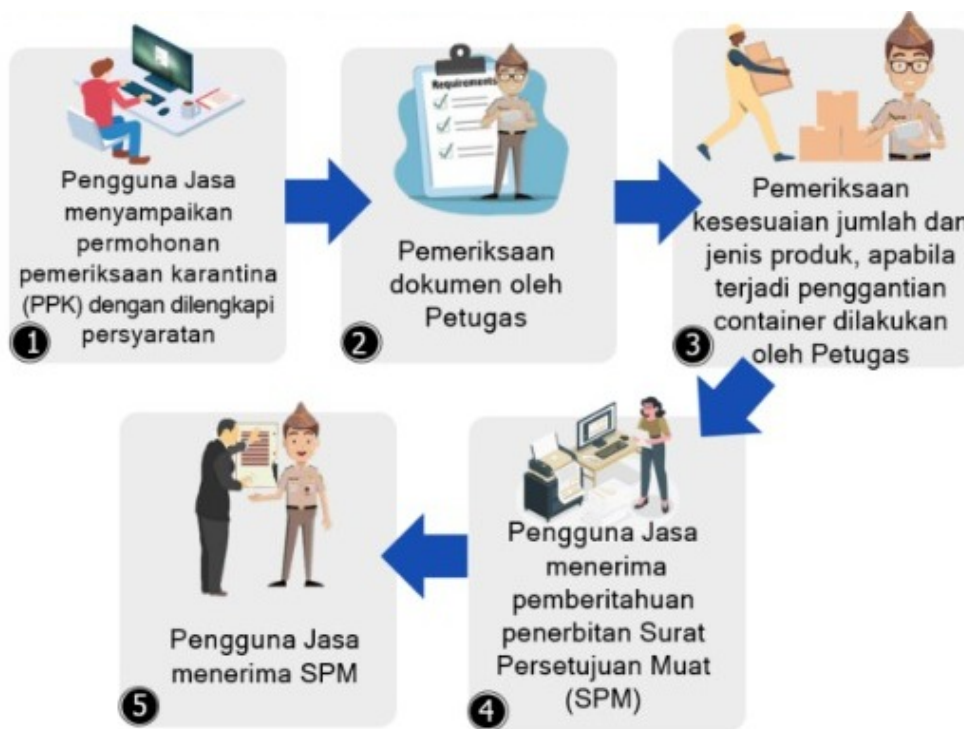 Pengguna Jasa
menyampaikan
permohonan
pemeriksaan karantina
(PPK) dengan dilengkapi
persyaratan
1
Requirements
Pemeriksaan
dokumen oleh
Petugas
2
Pemeriksaan
kesesuaian jumlah dan
jenis produk, apabila
terjadi penggantian
container dilakukan
oleh Petugas
3
Pengguna Jasa
menerima
pemberitahuan
penerbitan Surat
Persetujuan Muat
(SPM)
4
Pengguna Jasa
menerima SPM
5